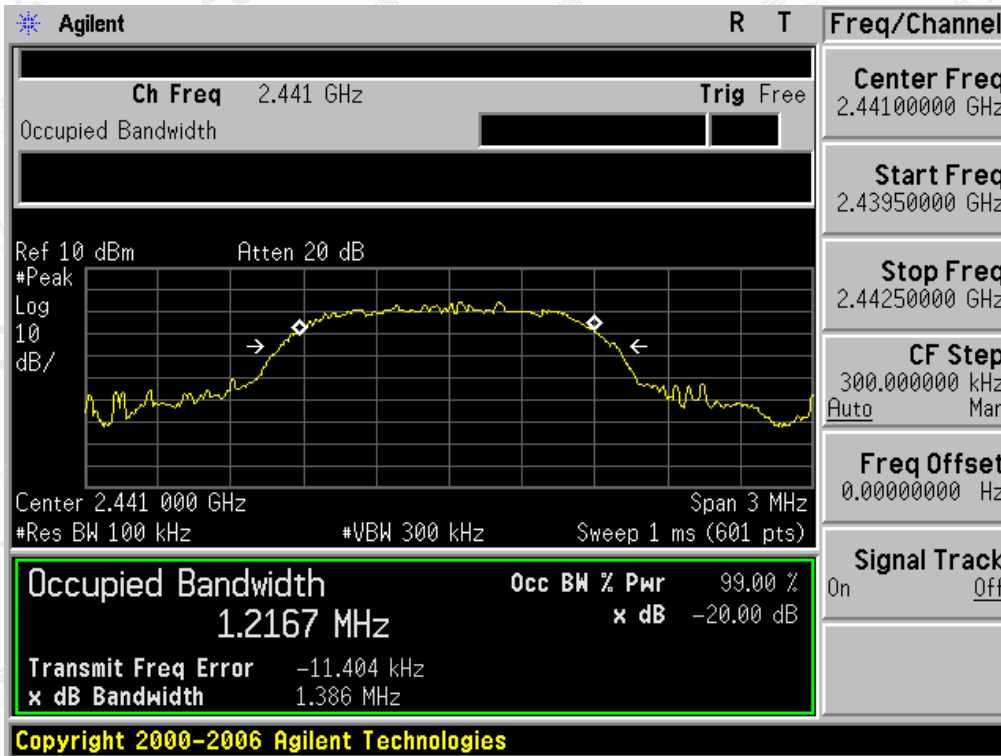 Agilent R T Freq/Channel
Ch Freq 2.441 GHz Trig Free
Occupied Bandwidth
Center Freq
2.44100000 GHz
Start Freq
2.43950000 GHz
Stop Freq
2.44250000 GHz
CF Step
300.000000 kHz
Auto Man
Freq Offset
0.00000000 Hz
Signal Track
On Off
Ref 10 dBm Atten 20 dB
#Peak
Log
10
dB/
Center 2.441 000 GHz Span 3 MHz
#Res BW 100 kHz #VBW 300 kHz Sweep 1 ms (601 pts)
Occupied Bandwidth Occ BW % Pwr 99.00 %
1.2167 MHz x dB -20.00 dB
Transmit Freq Error -11.404 kHz
x dB Bandwidth 1.386 MHz
Copyright 2000-2006 Agilent Technologies